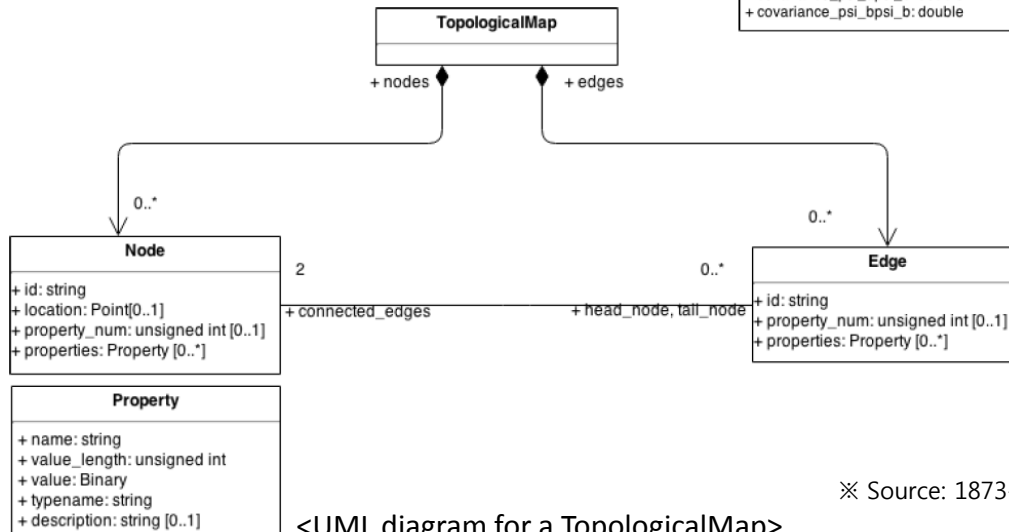 + covariance_psi_bpsi_b: double
TopologicalMap
+ nodes
+ edges
0..*
0..*
Node
+ id: string
+ location: Point[0..1]
+ property_num: unsigned int [0..1]
+ properties: Property [0..*]
2
0..*
+ connected_edges
+ head_node, tail_node
Edge
+ id: string
+ property_num: unsigned int [0..1]
+ properties: Property [0..*]
Property
+ name: string
+ value_length: unsigned int
+ value: Binary
+ typename: string
+ description: string [0..1]
※ Source: 1873-
<UML diagram for a TopologicalMap>